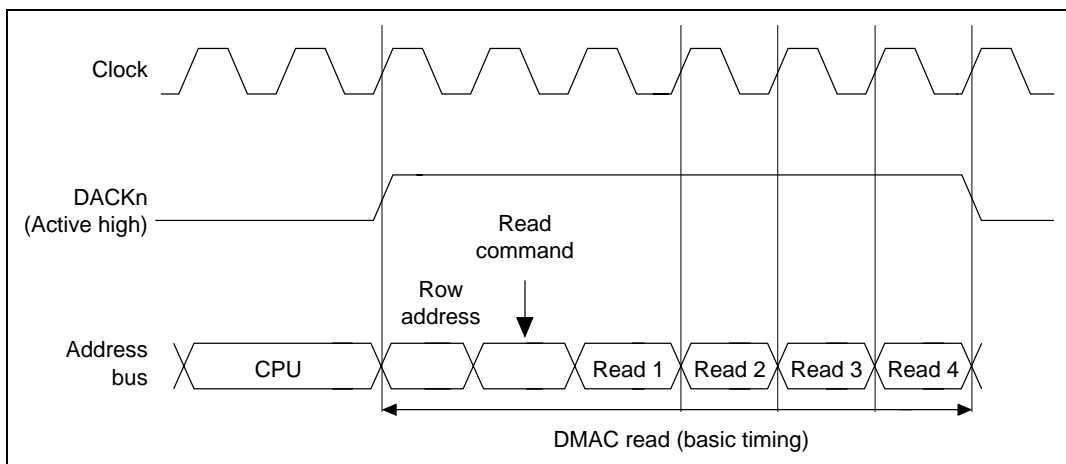 Clock
DACKn
(Active high)
Read
command
Row
address
Address
bus
CPU
Read 1
Read 2
Read 3
Read 4
DMAC read (basic timing)